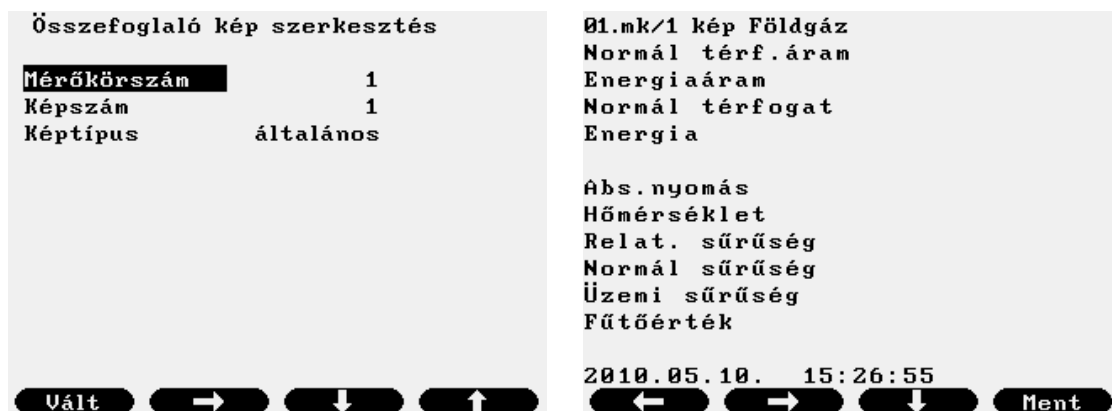 Összefoglaló kép szerkesztés
Mérőkörszám 1
Képszám 1
Képtípus általános
Vált
01.mk/1 kép Földgáz
Normál térf.áram
Energiaáram
Normál térfogat
Energia
Abs.nyomás
Hőmérséklet
Relat. sűrűség
Normál sűrűség
Üzemi sűrűség
Fűtőérték
2010.05.10. 15:26:55
Ment